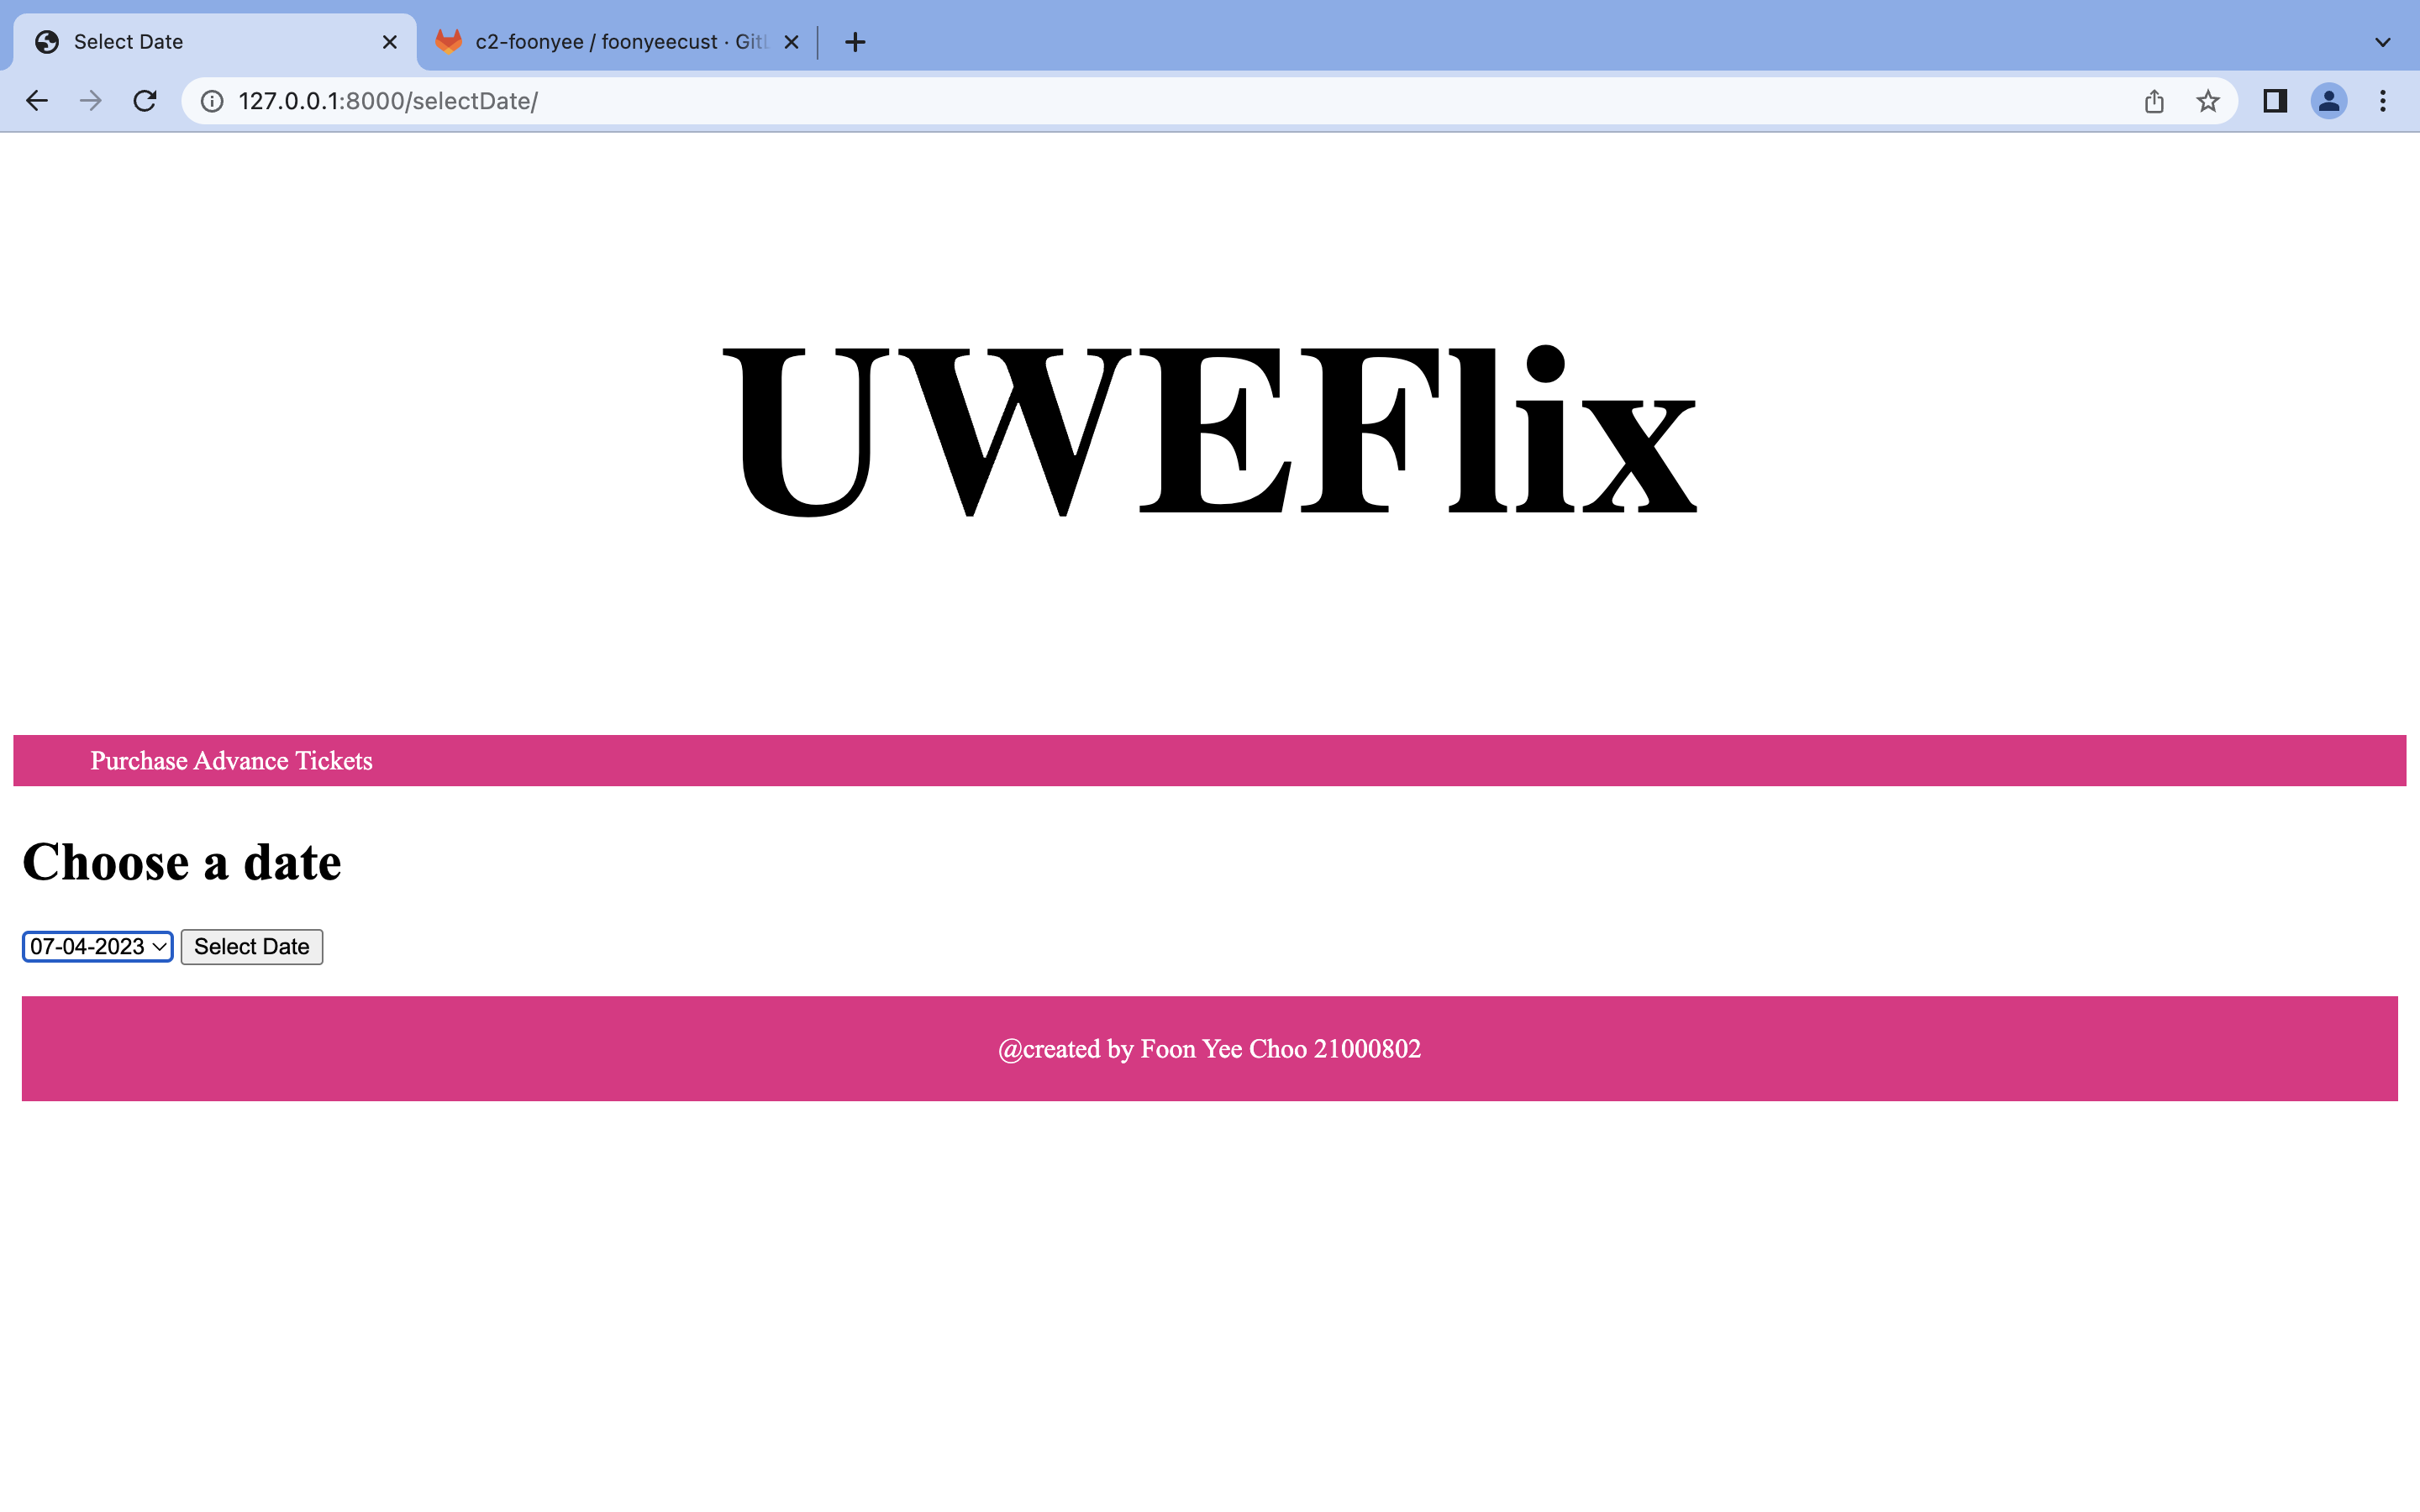 Select Date
c2-foonyee / foonyeecust · Git
127.0.0.1:8000/selectDate/
UWEFlix
Purchase Advance Tickets
Choose a date
07-04-2023 Select Date
@created by Foon Yee Choo 21000802